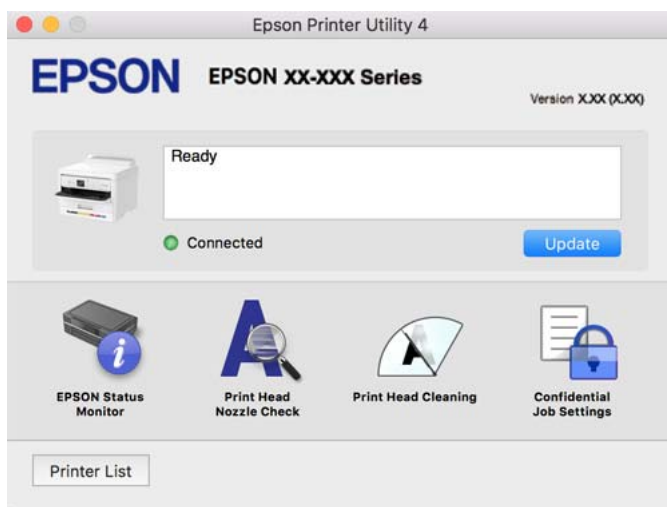 Epson Printer Utility 4
EPSON
EPSON XX-XXX Series
Version X.XX (X.XX)
Ready
Connected
Update
EPSON Status
Monitor
Print Head
Nozzle Check
Print Head Cleaning
Confidential
Job Settings
Printer List